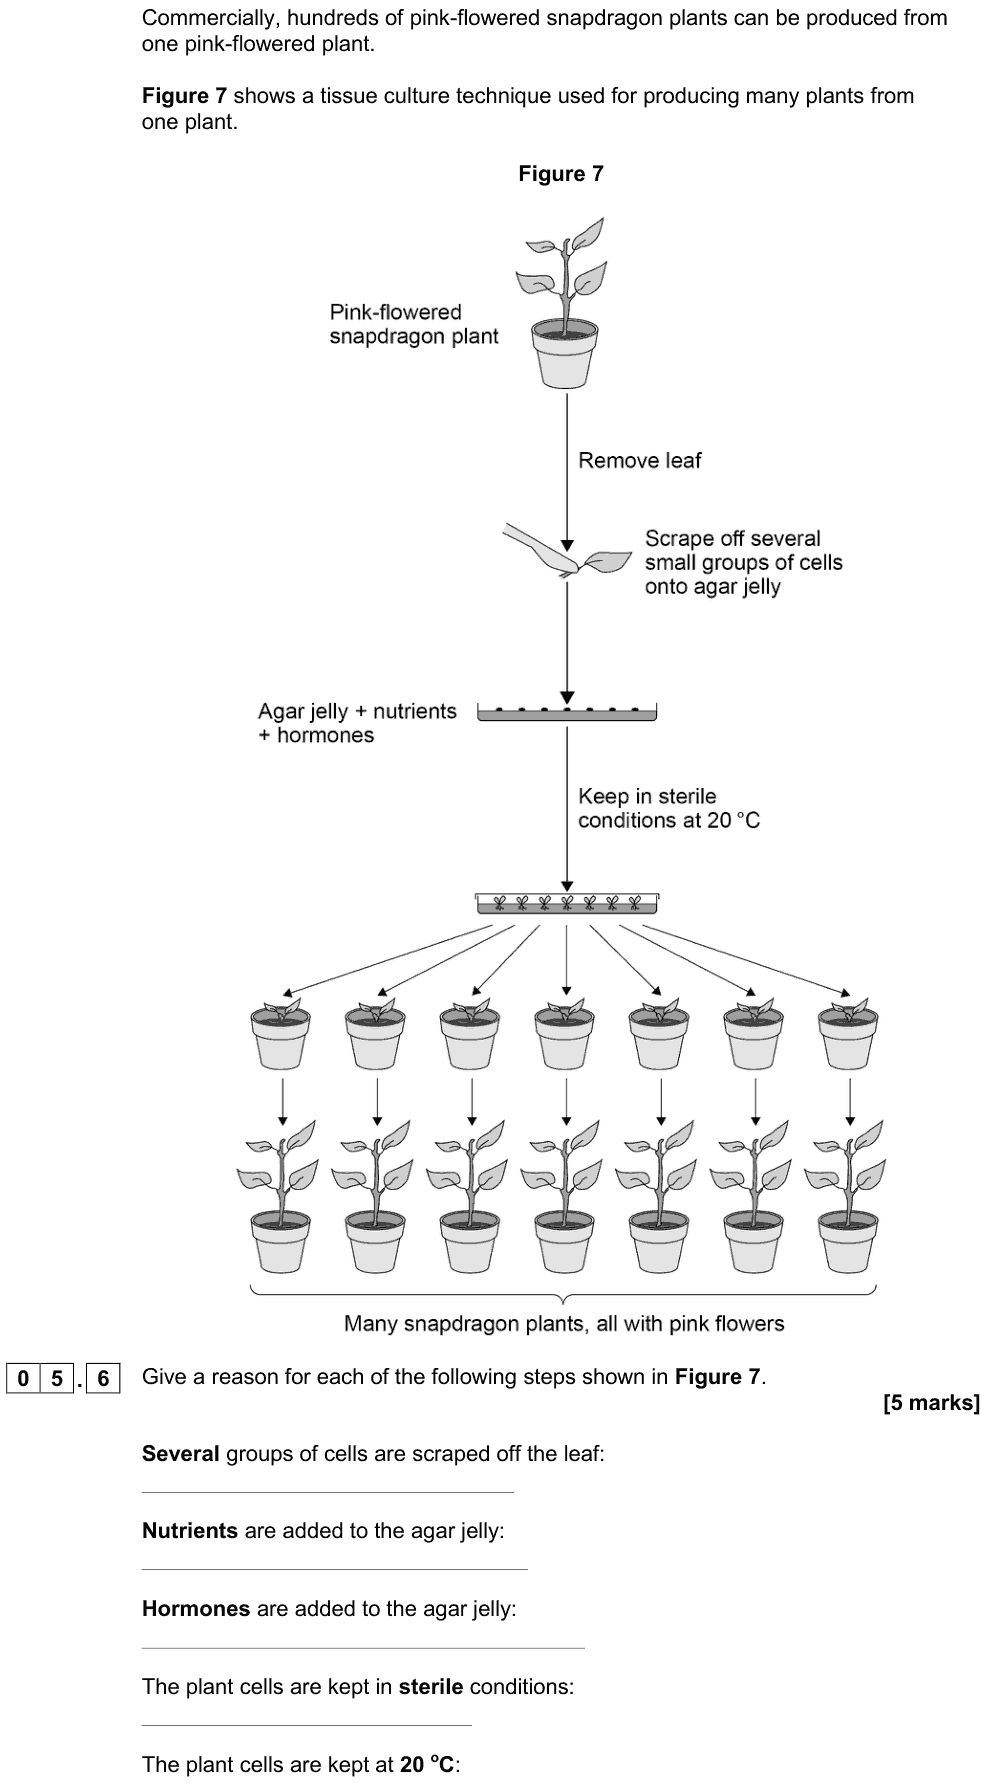 Commercially, hundreds of pink-flowered snapdragon plants can be produced from
one pink-flowered plant.
Figure 7 shows a tissue culture technique used for producing many plants from
one plant.
Figure 7
Pink-flowered
snapdragon plant
Remove leaf
Scrape off several
small groups of cells
onto agar jelly
Agar jelly + nutrients
+ hormones
Keep in sterile
conditions at 20 °C
Many snapdragon plants, all with pink flowers
0 5 . 6 Give a reason for each of the following steps shown in Figure 7.
[5 marks]
Several groups of cells are scraped off the leaf:
Nutrients are added to the agar jelly:
Hormones are added to the agar jelly:
The plant cells are kept in sterile conditions:
The plant cells are kept at 20 °C: